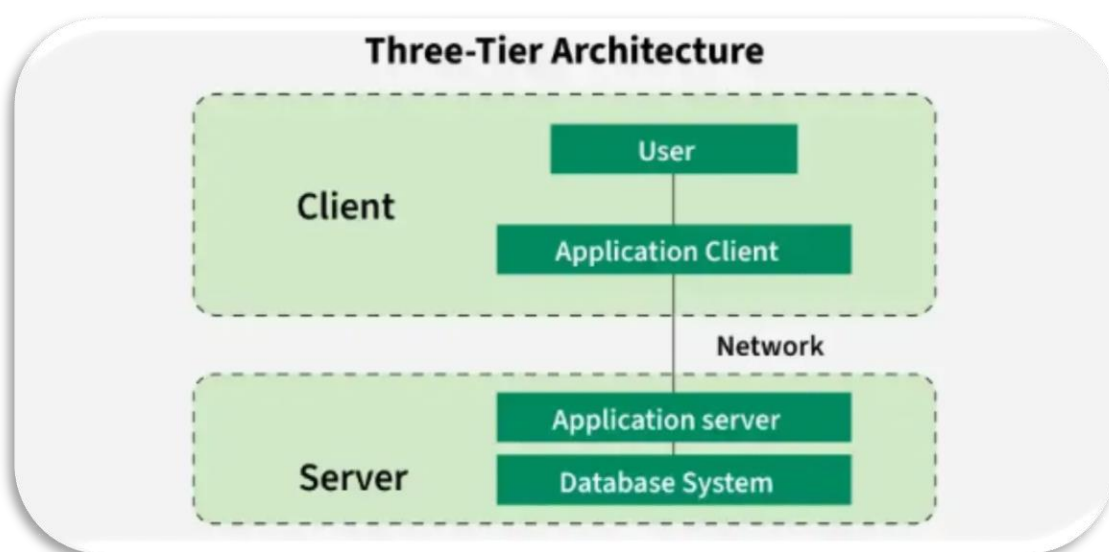 Three-Tier Architecture
User
Client
Application Client
Network
Application server
Server
Database System